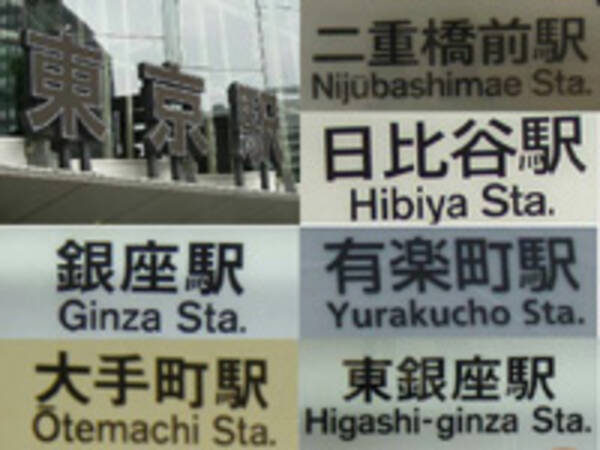 東京駅
二重橋前駅
Nijūbashimae Sta.
日比谷駅
Hibiya Sta.
銀座駅
Ginza Sta.
有楽町駅
Yurakucho Sta.
大手町駅
Ōtemachi Sta.
東銀座駅
Higashi-ginza Sta.